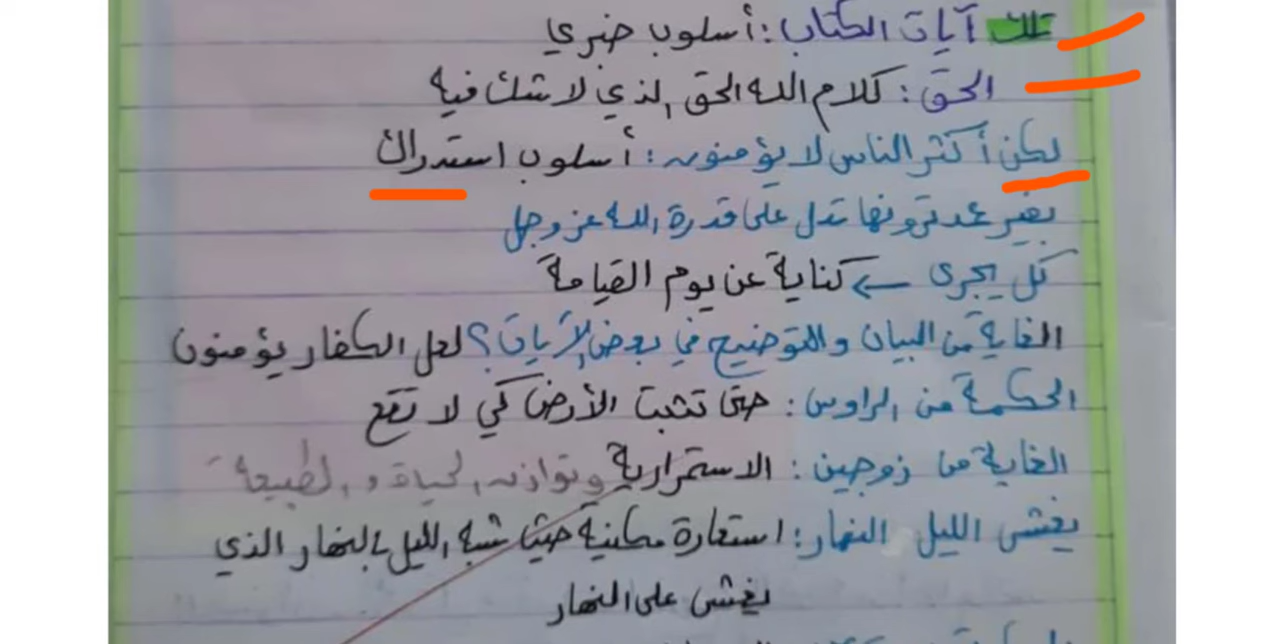 تلك آيات الكتاب : أسلوب خبري
الحق : كلام الله الحق الذي لا شك فيه
لكن أكثر الناس لا يؤمنون : أسلوب استدراك
بغير عمد ترونها تدل على قدرة الله عز وجل
كل يجري ← كناية عن يوم القيامة
الغاية من البيان والتوضيح في بعض الآيات ؟ لعل الكفار يؤمنون
الحكمة من الراوس : حتى تثبت الأرض كي لا تقع
الغاية من زوجين : الاستمرارية وتوازن الحياة والطبيعة
يغشى الليل النهار : استعارة مكنية حيث شبه الليل بالنهار الذي
يغشى على النهار